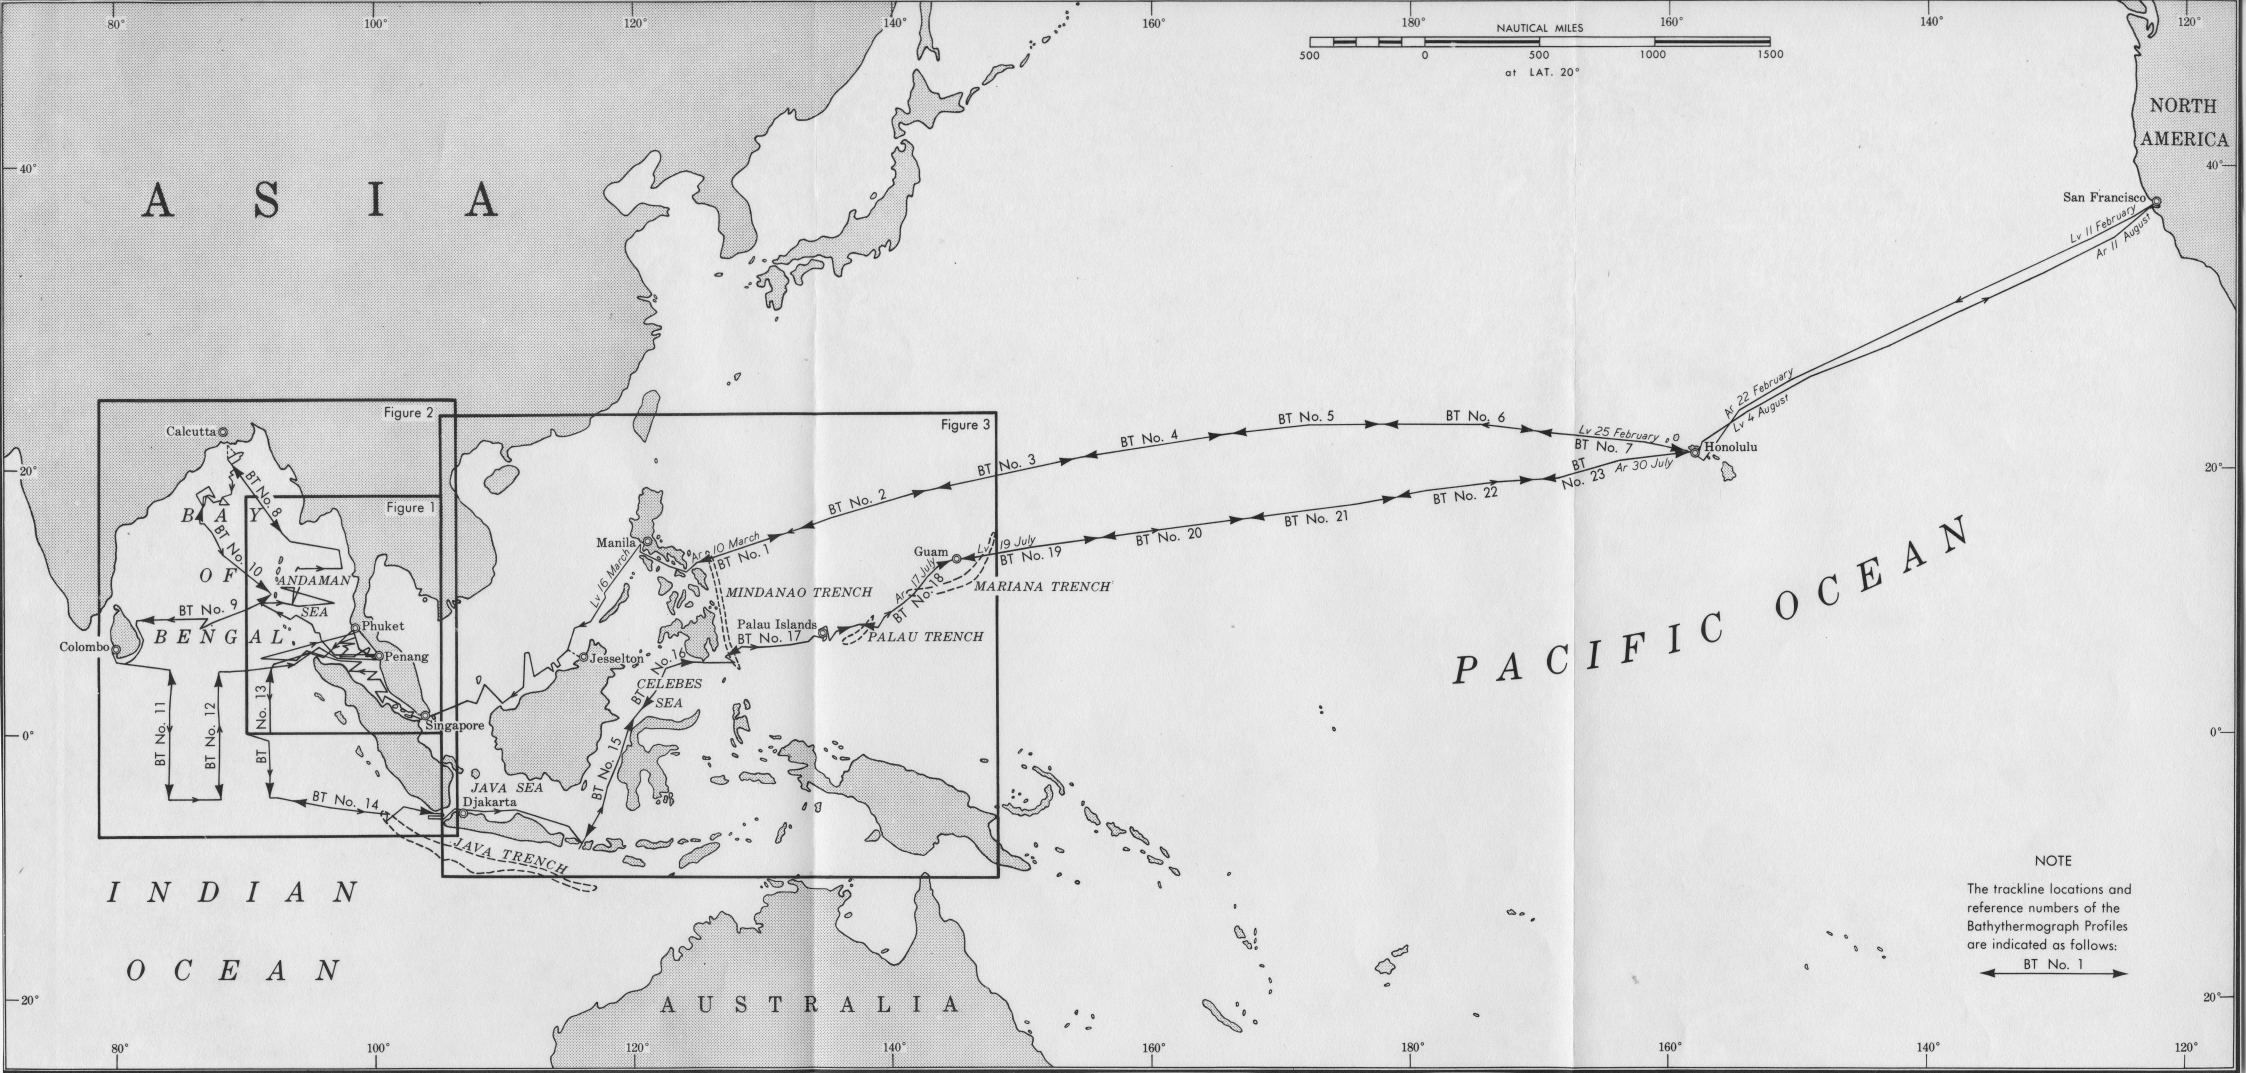 80°
100°
120°
140°
160°
180°
160°
140°
120°
NAUTICAL MILES
500 0 500 1000 1500
at LAT. 20°
NORTH
AMERICA
40°
40°
ASIA
San Francisco
Lv 11 February
Ar 11 August
Ar 22 February
Lv 4 August
Figure 2
Figure 3
Calcutta
BT No. 5
BT No. 6
BT No. 4
Lv 25 February
BT No. 7
Honolulu
20°
20°
BT No. 3
BT
No. 23
Ar 30 July
BT No. 8
BT No. 2
BT No. 22
Figure 1
BAY
BT No. 21
BT No. 20
Manila
Ar 10 March
BT No. 1
Guam
Lv 19 July
BT No. 19
BT No. 10
OF
ANDAMAN
SEA
Lv 16 March
MINDANAO TRENCH
Ar 17 July
BT No. 18
MARIANA TRENCH
BT No. 9
BENGAL
Phuket
Palau Islands
BT No. 17
PALAU TRENCH
PACIFIC OCEAN
Colombo
Penang
Jesselton
BT No. 16
CELEBES
SEA
BT No. 11
BT No. 12
BT No. 13
Singapore
0°
0°
BT No. 15
JAVA SEA
Djakarta
BT No. 14
JAVA TRENCH
INDIAN
OCEAN
NOTE
The trackline locations and
reference numbers of the
Bathythermograph Profiles
are indicated as follows:
BT No. 1
20°
AUSTRALIA
20°
80°
100°
120°
140°
160°
180°
160°
140°
120°